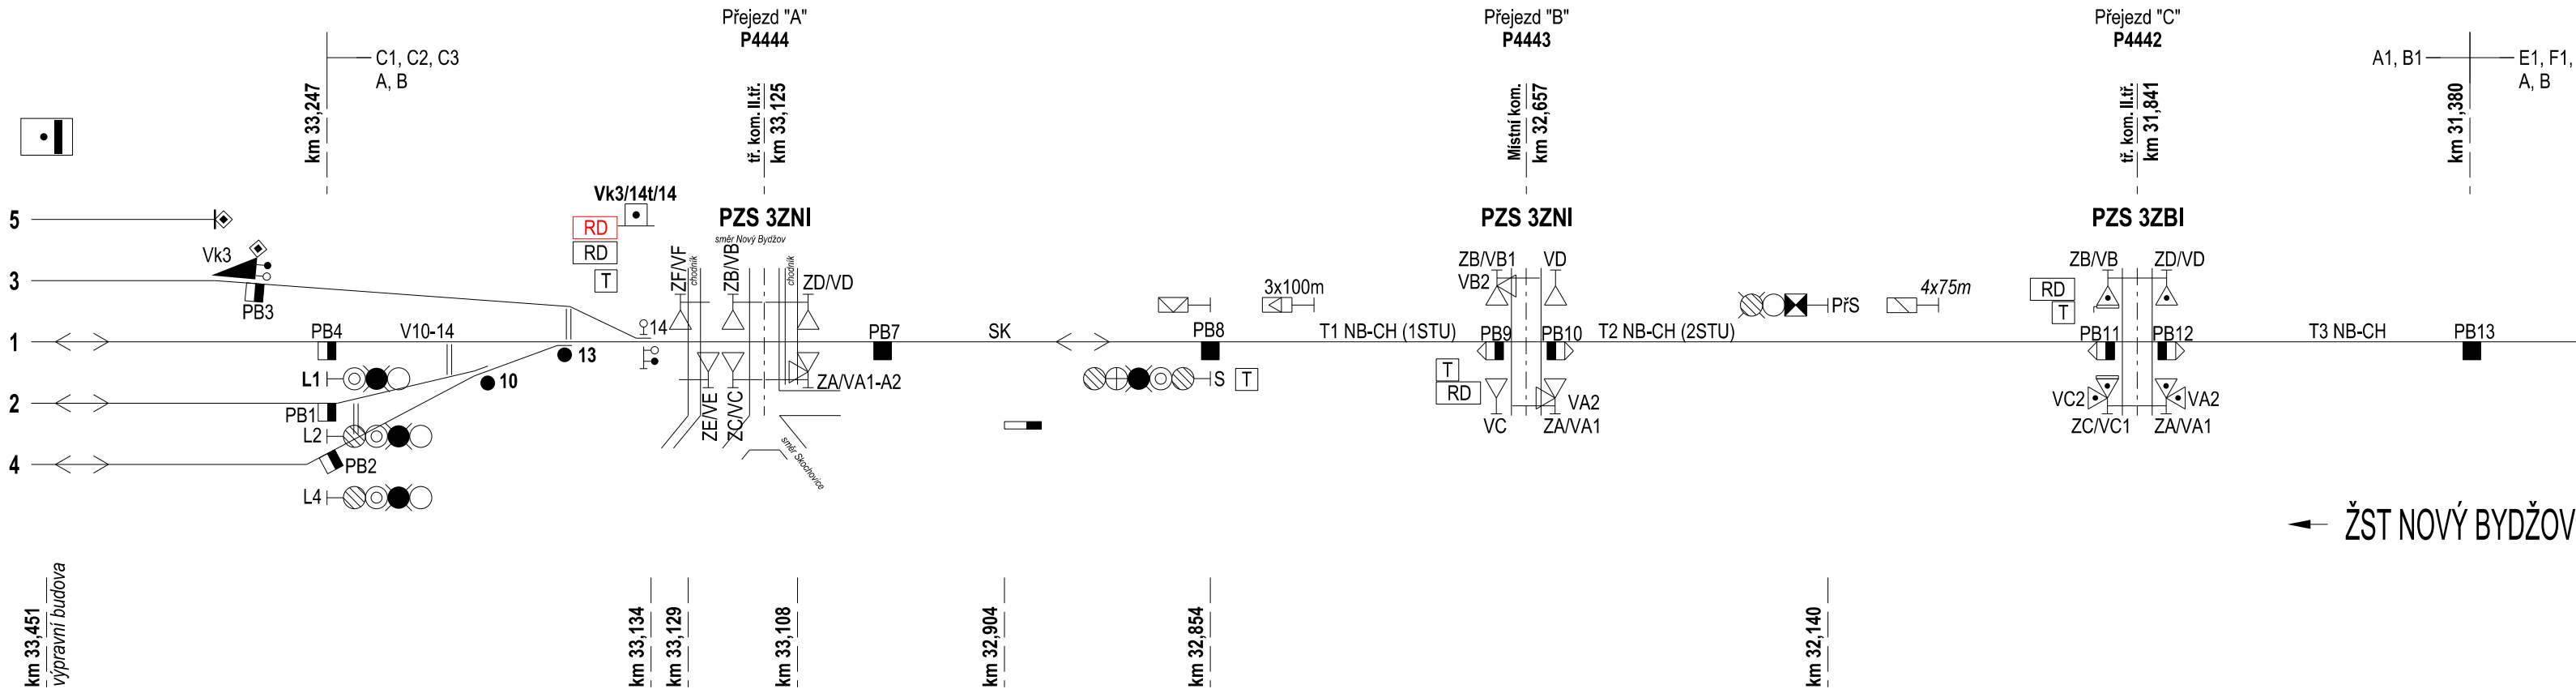 Přejezd "A"
P4444
Přejezd "B"
P4443
Přejezd "C"
P4442
C1, C2, C3
A, B
A1, B1
E1, F1,
A, B
km 33,247
tř. kom. II.tř.
km 33,125
Místní kom.
km 32,657
tř. kom. II.tř.
km 31,841
km 31,380
Vk3/14t/14
5
RD
PZS 3ZNI
PZS 3ZNI
PZS 3ZBI
směr Nový Bydžov
RD
Vk3
ZF/VF
chodník
ZB/VB
chodník
ZB/VB1
VD
ZB/VB
ZD/VD
3
T
ZD/VD
VB2
3x100m
4x75m
RD
PB3
PřS
T
14
PB4
V10-14
PB7
SK
PB8
T1 NB-CH (1STU)
PB9
PB10
T2 NB-CH (2STU)
PB11
PB12
T3 NB-CH
PB13
1
13
L1
10
ZA/VA1-A2
S
T
T
RD
2
PB1
ZE/VE
ZC/VC
VA2
VC2
VA2
L2
VC
ZA/VA1
ZC/VC1
ZA/VA1
4
PB2
směr Skochovice
L4
ŽST NOVÝ BYDŽOV
km 33,451
výpravní budova
km 33,134
km 33,129
km 33,108
km 32,904
km 32,854
km 32,140